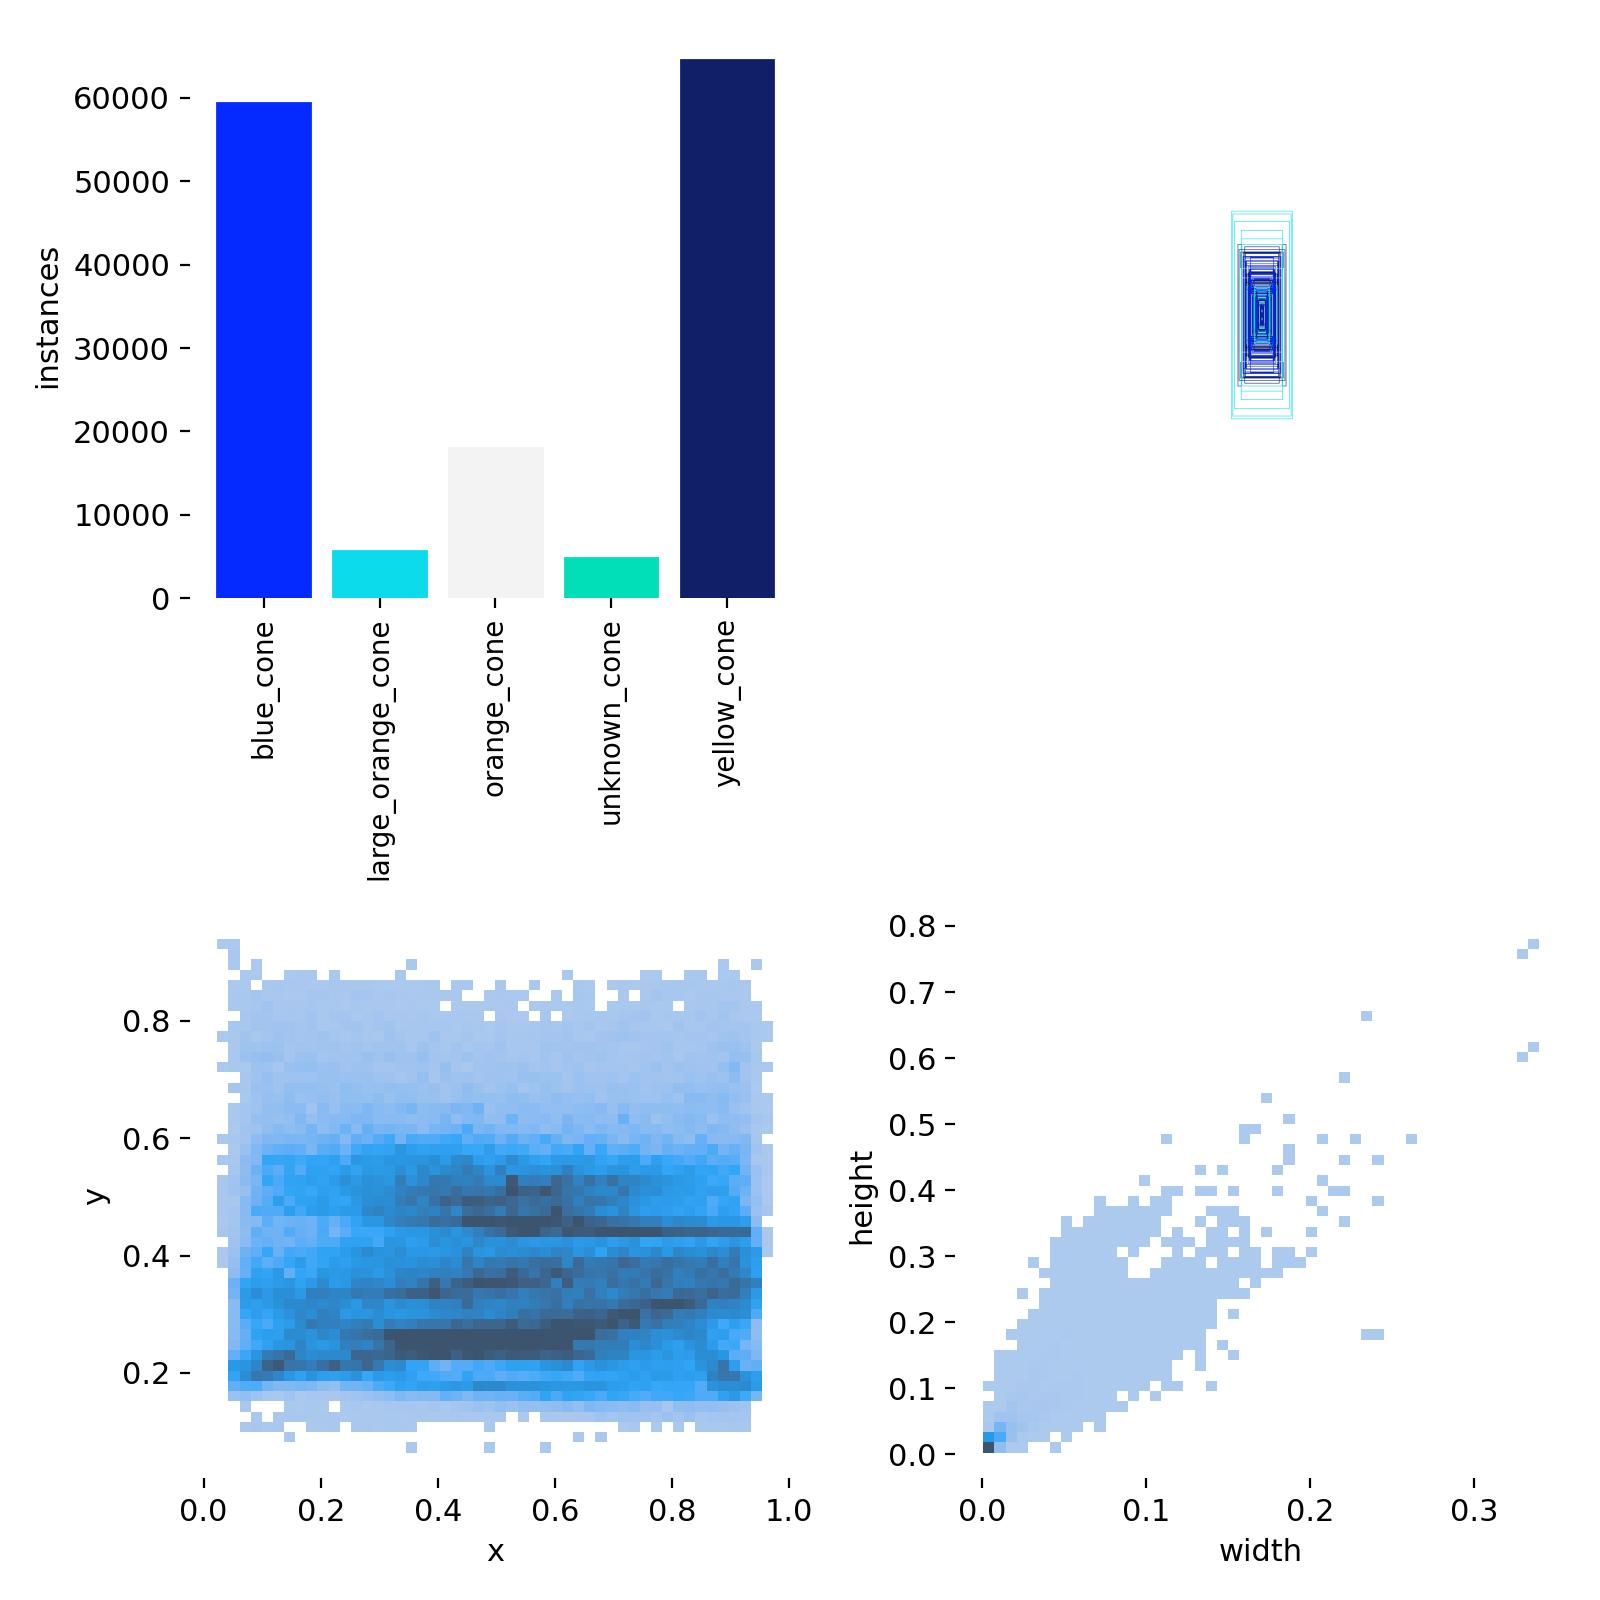 60000
50000
40000
30000
20000
10000
0
instances
blue_cone
large_orange_cone
orange_cone
unknown_cone
yellow_cone
0.8
0.6
0.4
0.2
y
0.0 0.2 0.4 0.6 0.8 1.0
x
0.8
0.7
0.6
0.5
0.4
0.3
0.2
0.1
0.0
height
0.0 0.1 0.2 0.3
width